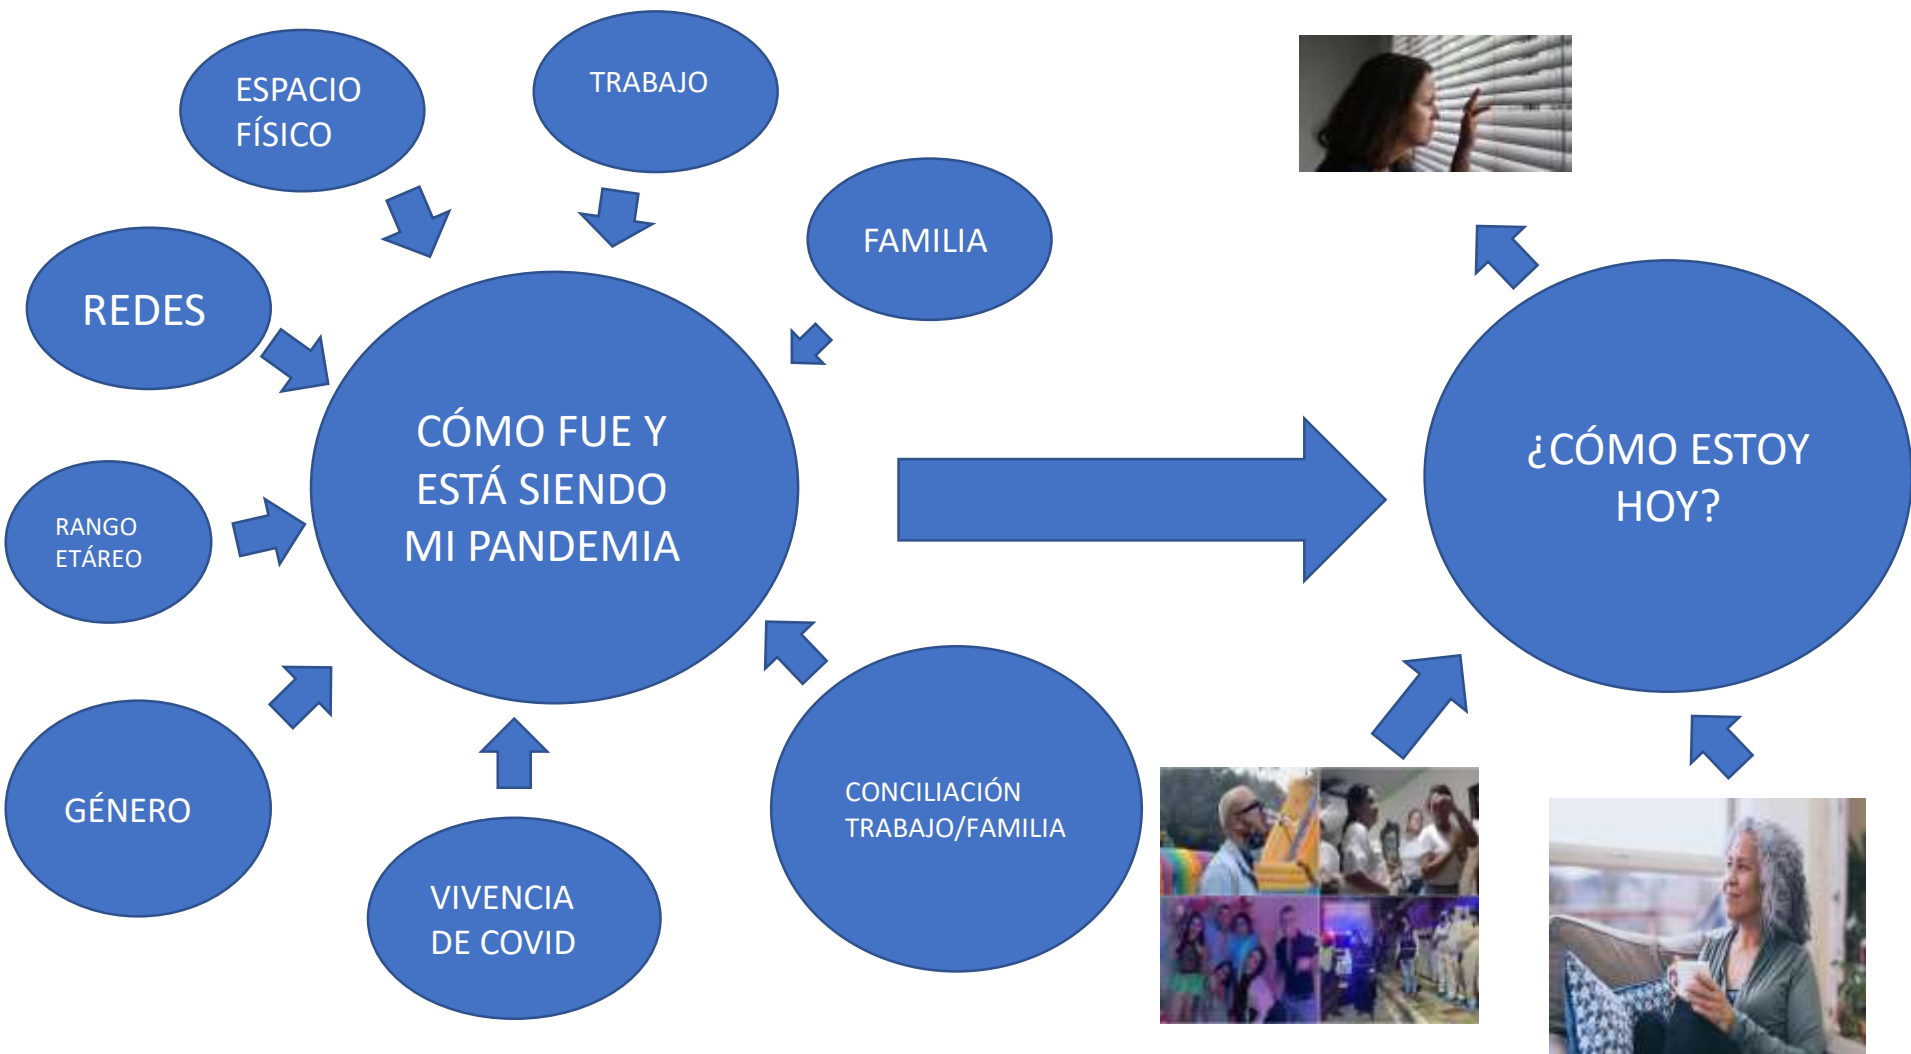 ESPACIO
FÍSICO
TRABAJO
FAMILIA
REDES
CÓMO FUE Y
ESTÁ SIENDO
MI PANDEMIA
¿CÓMO ESTOY
HOY?
RANGO
ETÁREO
GÉNERO
CONCILIACIÓN
TRABAJO/FAMILIA
VIVENCIA
DE COVID